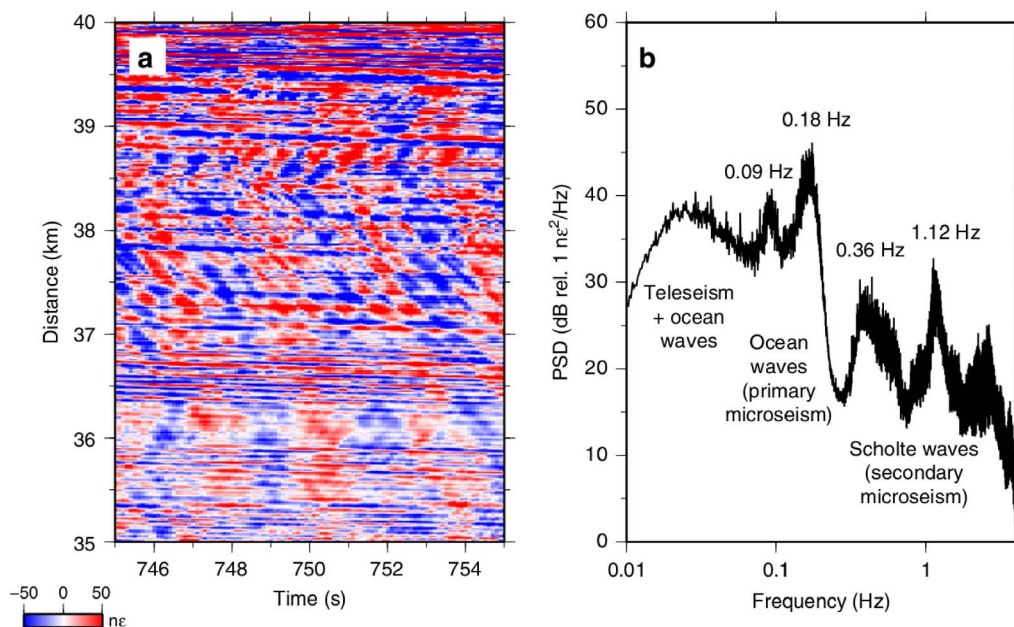 a
40
39
38
37
36
35
Distance (km)
746 748 750 752 754
Time (s)
−50 0 50
nε
b
60
50
40
30
20
10
0
PSD (dB rel. 1 nε²/Hz)
0.18 Hz
0.09 Hz
0.36 Hz
1.12 Hz
Teleseism
+ ocean
waves
Ocean
waves
(primary
microseism)
Scholte waves
(secondary
microseism)
0.01 0.1 1
Frequency (Hz)